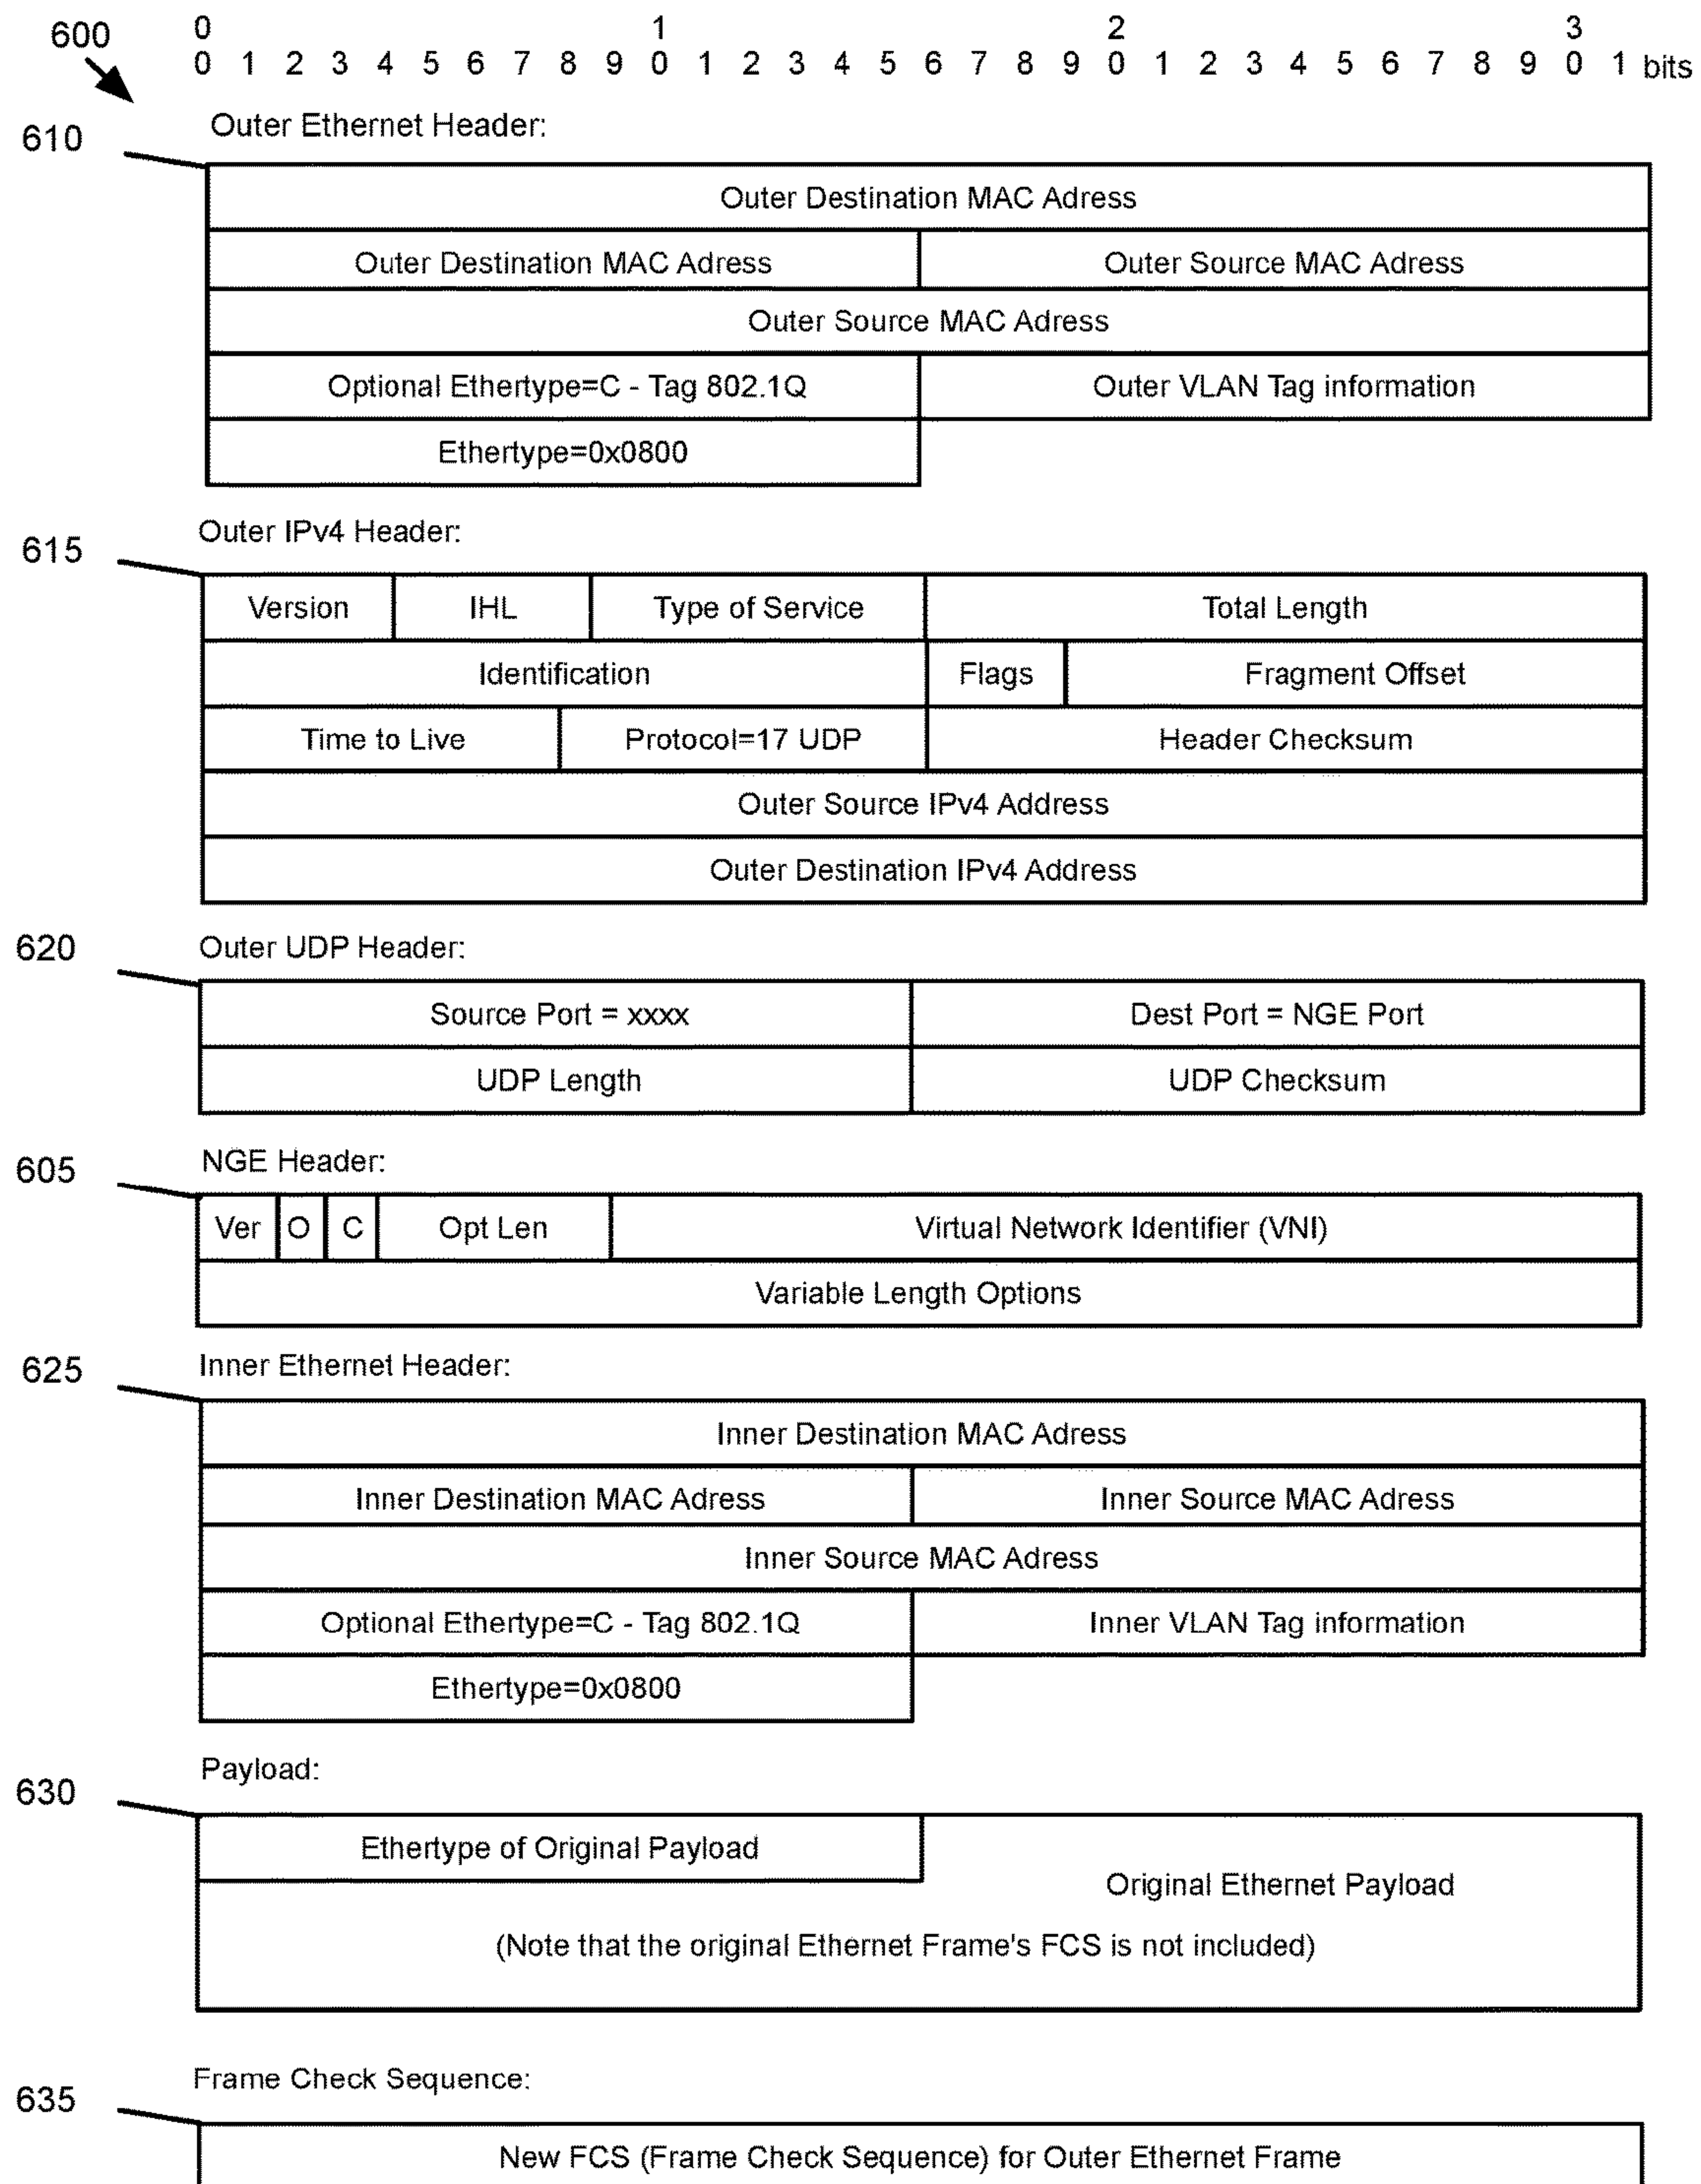 600
0 1 2 3
0 1 2 3 4 5 6 7 8 9 0 1 2 3 4 5 6 7 8 9 0 1 2 3 4 5 6 7 8 9 0 1 bits
610
Outer Ethernet Header:
Outer Destination MAC Adress
Outer Destination MAC Adress Outer Source MAC Adress
Outer Source MAC Adress
Optional Ethertype=C - Tag 802.1Q Outer VLAN Tag information
Ethertype=0x0800
615
Outer IPv4 Header:
Version IHL Type of Service Total Length
Identification Flags Fragment Offset
Time to Live Protocol=17 UDP Header Checksum
Outer Source IPv4 Address
Outer Destination IPv4 Address
620
Outer UDP Header:
Source Port = xxxx Dest Port = NGE Port
UDP Length UDP Checksum
605
NGE Header:
Ver O C Opt Len Virtual Network Identifier (VNI)
Variable Length Options
625
Inner Ethernet Header:
Inner Destination MAC Adress
Inner Destination MAC Adress Inner Source MAC Adress
Inner Source MAC Adress
Optional Ethertype=C - Tag 802.1Q Inner VLAN Tag information
Ethertype=0x0800
630
Payload:
Ethertype of Original Payload
Original Ethernet Payload
(Note that the original Ethernet Frame's FCS is not included)
635
Frame Check Sequence:
New FCS (Frame Check Sequence) for Outer Ethernet Frame